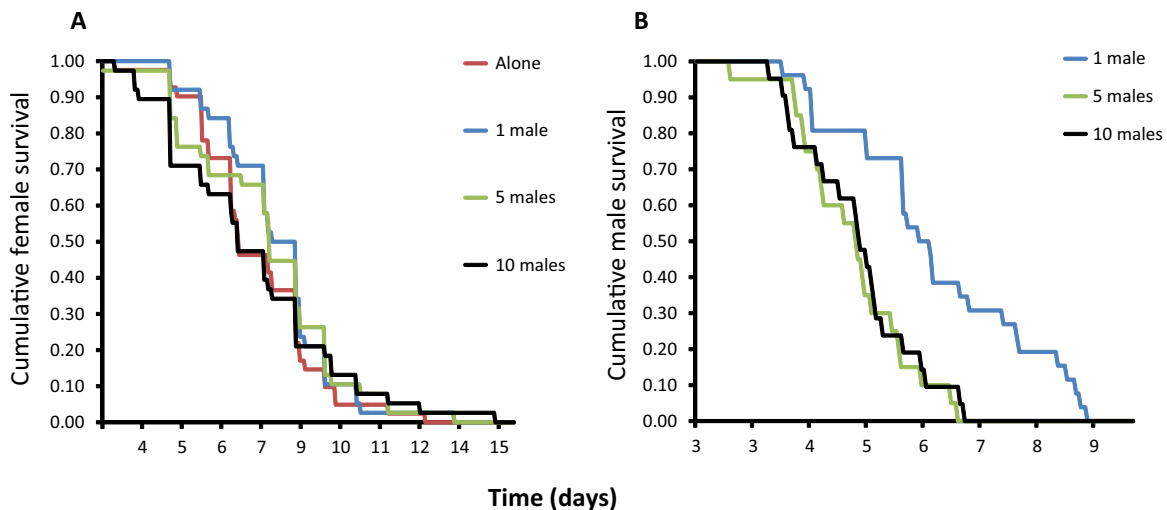 A
B
Cumulative female survival
1.00
0.90
0.80
0.70
0.60
0.50
0.40
0.30
0.20
0.10
0.00
4 5 6 7 9 10 11 12 14 15
Alone
1 male
5 males
10 males
Cumulative male survival
1.00
0.90
0.80
0.70
0.60
0.50
0.40
0.30
0.20
0.10
0.00
3 3 4 5 6 7 8 9
1 male
5 males
10 males
Time (days)